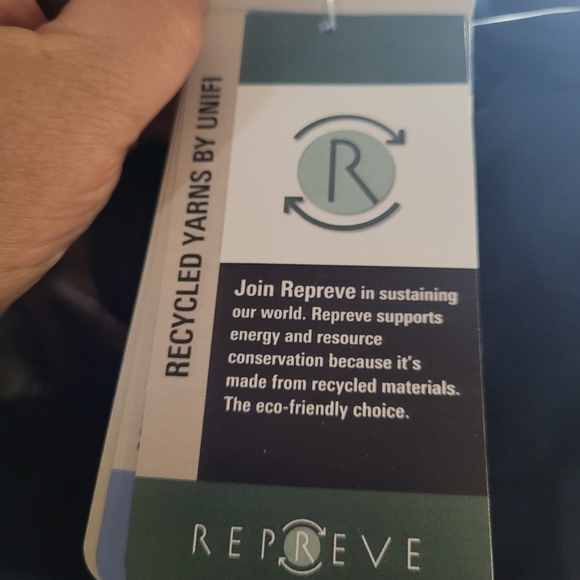 RECYCLED YARNS BY UNIFI
R
Join Repreve in sustaining
our world. Repreve supports
energy and resource
conservation because it's
made from recycled materials.
The eco-friendly choice.
REPREVE